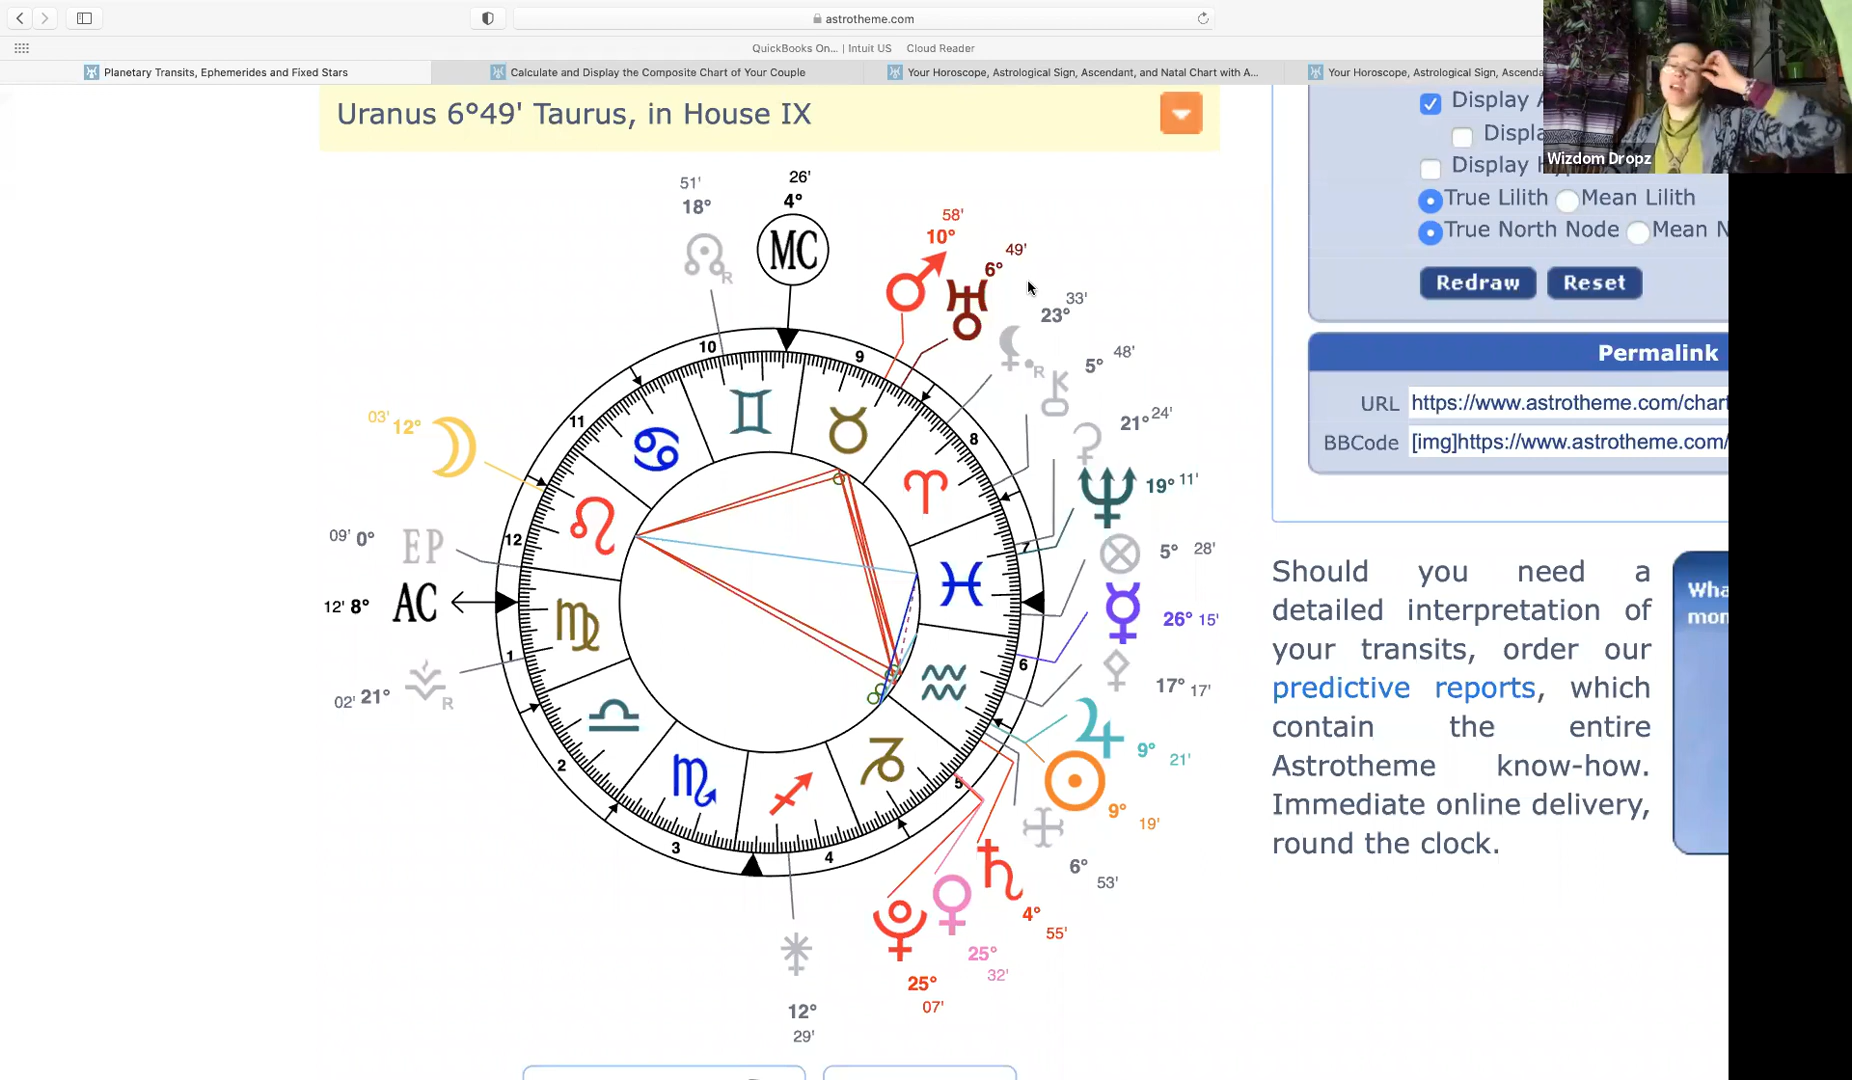 astrotheme.com
QuickBooks On... | Intuit US Cloud Reader
Planetary Transits, Ephemerides and Fixed Stars
Calculate and Display the Composite Chart of Your Couple
Your Horoscope, Astrological Sign, Ascendant, and Natal Chart with A...
Your Horoscope, Astrological Sign, Ascenda
Wizdom Dropz
Uranus 6°49' Taurus, in House IX
Display A
Displa
Display H
True Lilith Mean Lilith
True North Node Mean N
Redraw Reset
Permalink
URL https://www.astrotheme.com/chart
BBCode [img]https://www.astrotheme.com/
Should you need a
detailed interpretation of
your transits, order our
predictive reports, which
contain the entire
Astrotheme know-how.
Immediate online delivery,
round the clock.
Wha
mon
51'
18°
R
26'
4°
MC
58'
10°
49'
6°
33'
23°
R
5° 48'
21° 24'
19° 11'
5° 28'
26° 15'
17° 17'
9° 21'
9° 19'
6° 53'
4° 55'
25° 32'
25° 07'
12° 29'
03' 12°
09' 0° EP
12' 8° AC
02' 21°
R
1
2
3
4
5
6
7
8
9
10
11
12